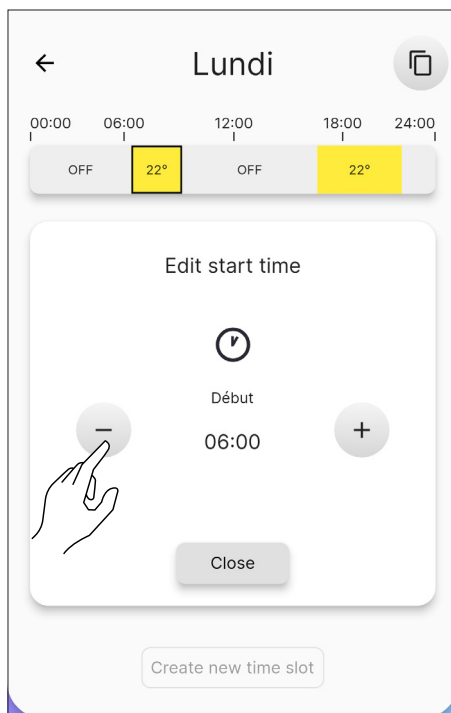 Lundi
00:00 06:00 12:00 18:00 24:00
OFF 22° OFF 22°
Edit start time
Début
06:00
Close
Create new time slot